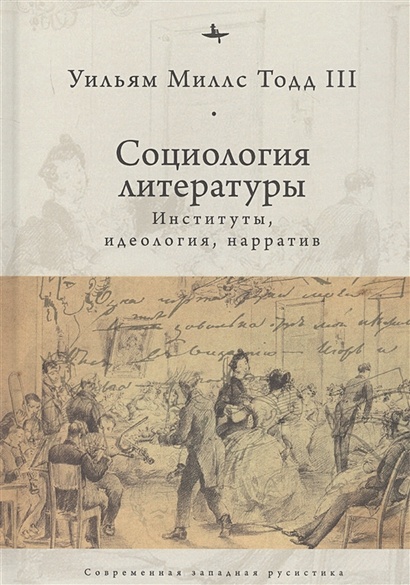 Уильям Миллс Тодд III
Социология
литературы
Институты,
идеология, нарратив
Современная западная русистика